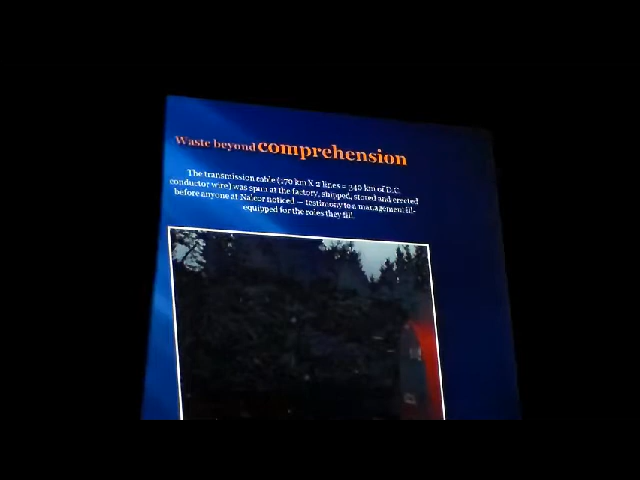 Waste beyond comprehension
The transmission cable (170 km X 2 lines = 340 km of D.C.
conductor wire) was spun at the factory, shipped, stored and erected
before anyone at Nalcor noticed — testimony to a management ill-
equipped for the roles they fill.